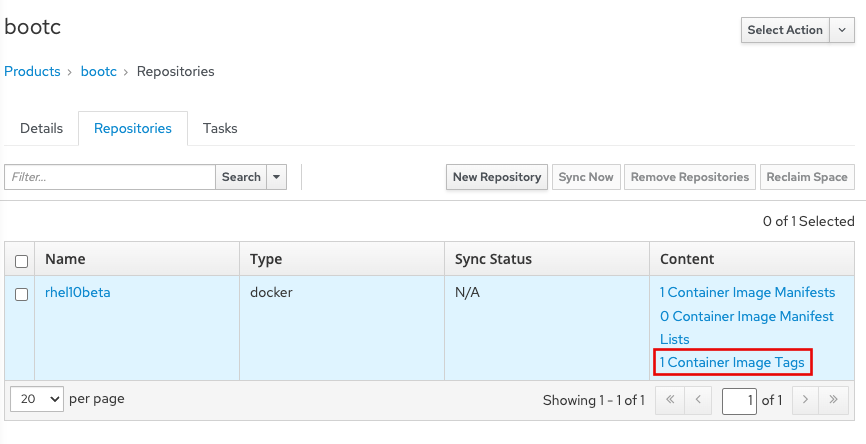 bootc
Select Action
Products › bootc › Repositories
Details Repositories Tasks
Filter... Search New Repository Sync Now Remove Repositories Reclaim Space
0 of 1 Selected
Name Type Sync Status Content
rhel10beta docker N/A 1 Container Image Manifests
0 Container Image Manifest
Lists
1 Container Image Tags
20 per page Showing 1 - 1 of 1 « ‹ 1 of 1 › »